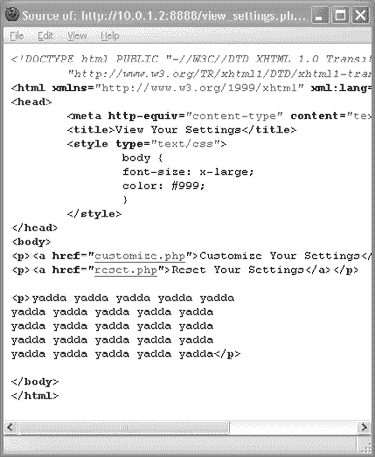 Source of: http://10.0.1.2:8888/view_settings.ph...
File Edit View Help
<!DOCTYPE html PUBLIC "-//W3C//DTD XHTML 1.0 Transit
"http://www.w3.org/TR/xhtml1/DTD/xhtml1-tra
<html xmlns="http://www.w3.org/1999/xhtml" xml:lang=
<head>
<meta http-equiv="content-type" content="tex
<title>View Your Settings</title>
<style type="text/css">
body {
font-size: x-large;
color: #999;
}
</style>
</head>
<body>
<p><a href="customize.php">Customize Your Settings</
<p><a href="reset.php">Reset Your Settings</a></p>
<p>yadda yadda yadda yadda yadda
yadda yadda yadda yadda yadda
yadda yadda yadda yadda yadda
yadda yadda yadda yadda yadda
yadda yadda yadda yadda yadda</p>
</body>
</html>